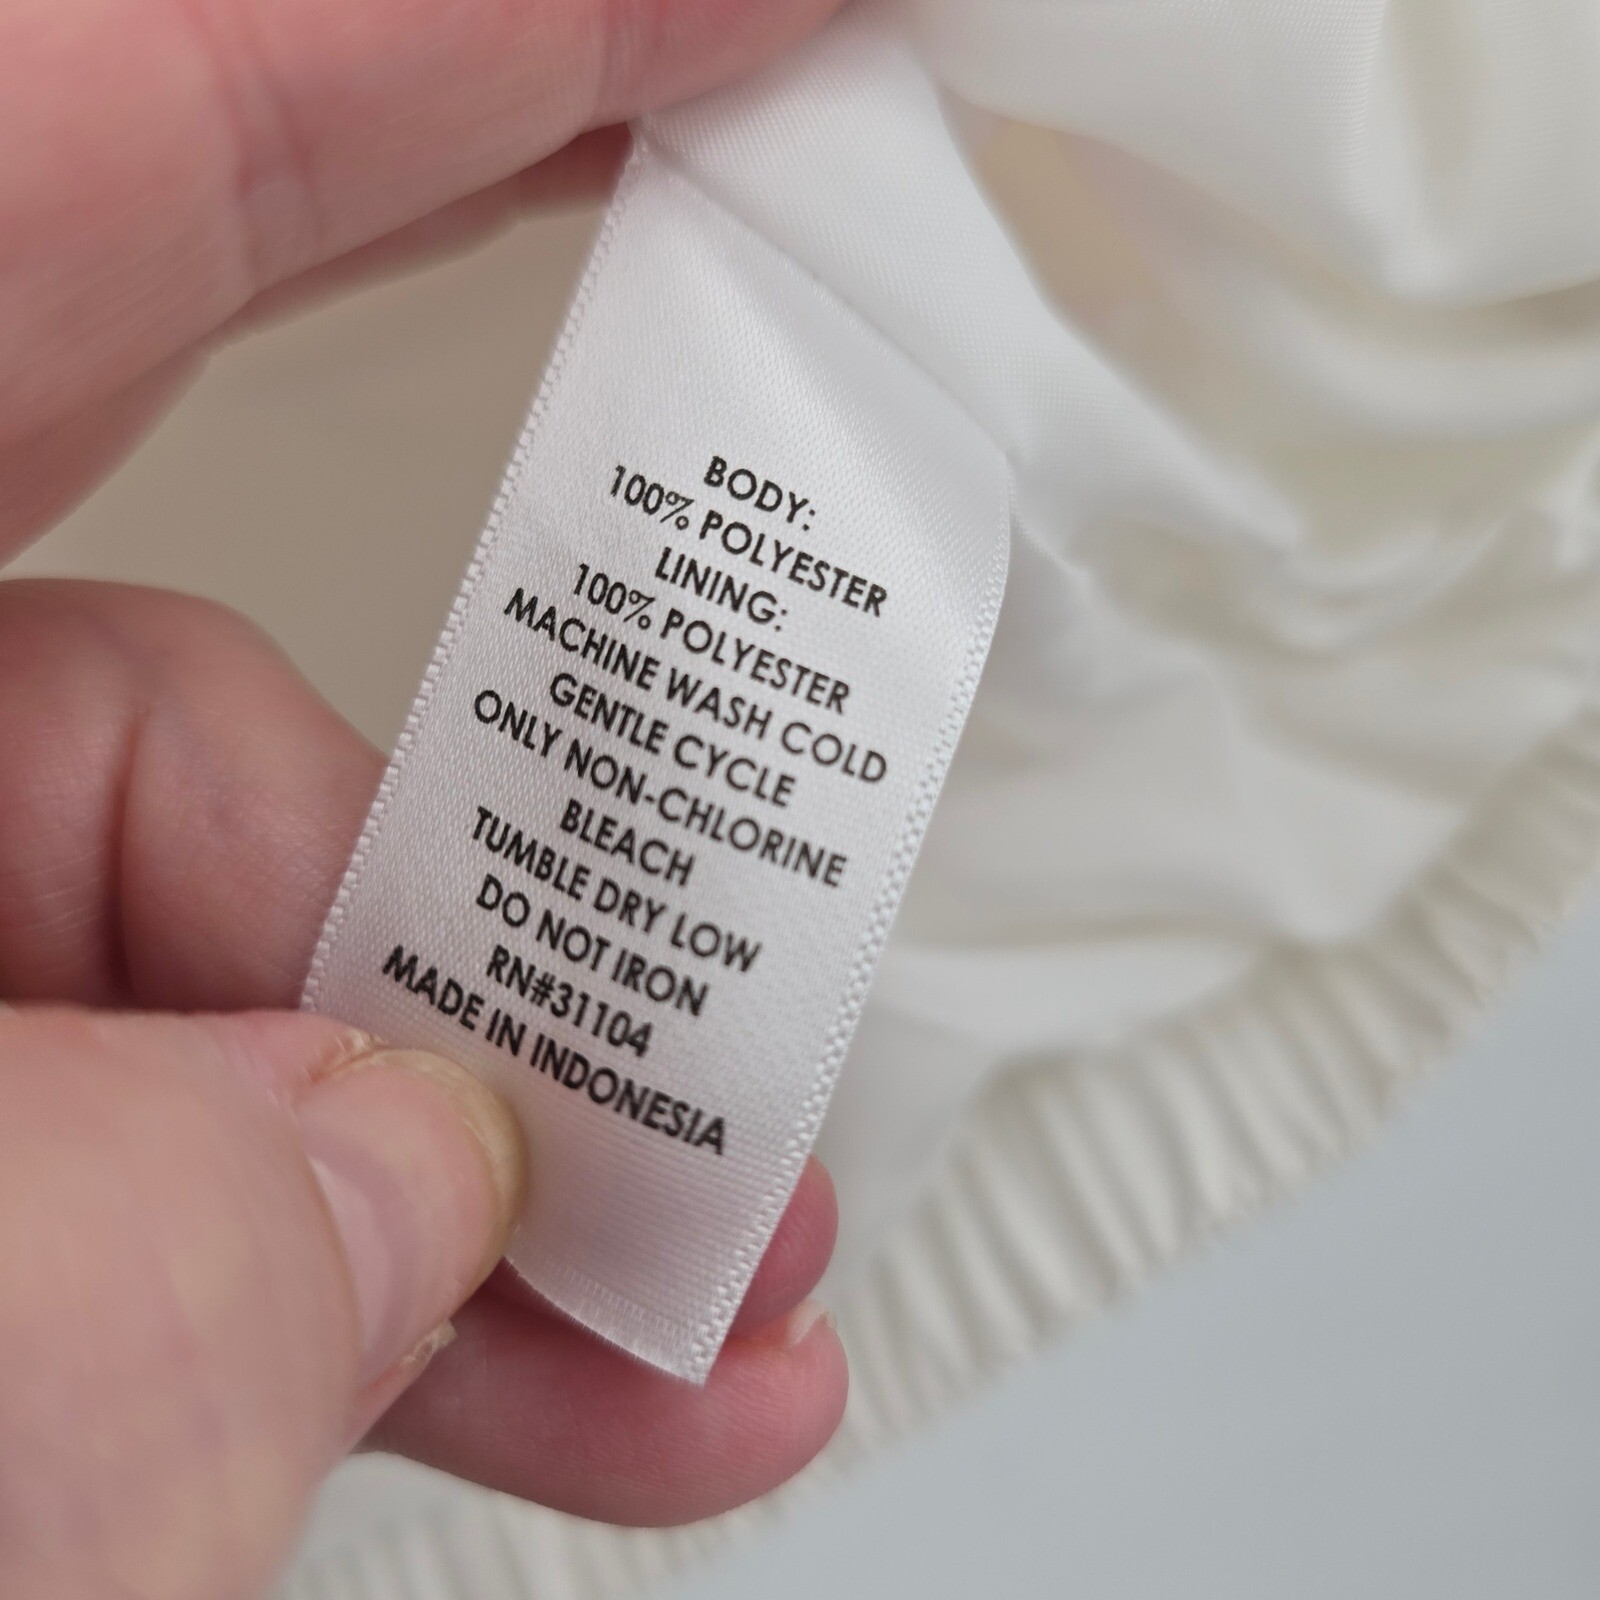 BODY:
100% POLYESTER
LINING:
100% POLYESTER
MACHINE WASH COLD
GENTLE CYCLE
ONLY NON-CHLORINE
BLEACH
TUMBLE DRY LOW
DO NOT IRON
RN#31104
MADE IN INDONESIA